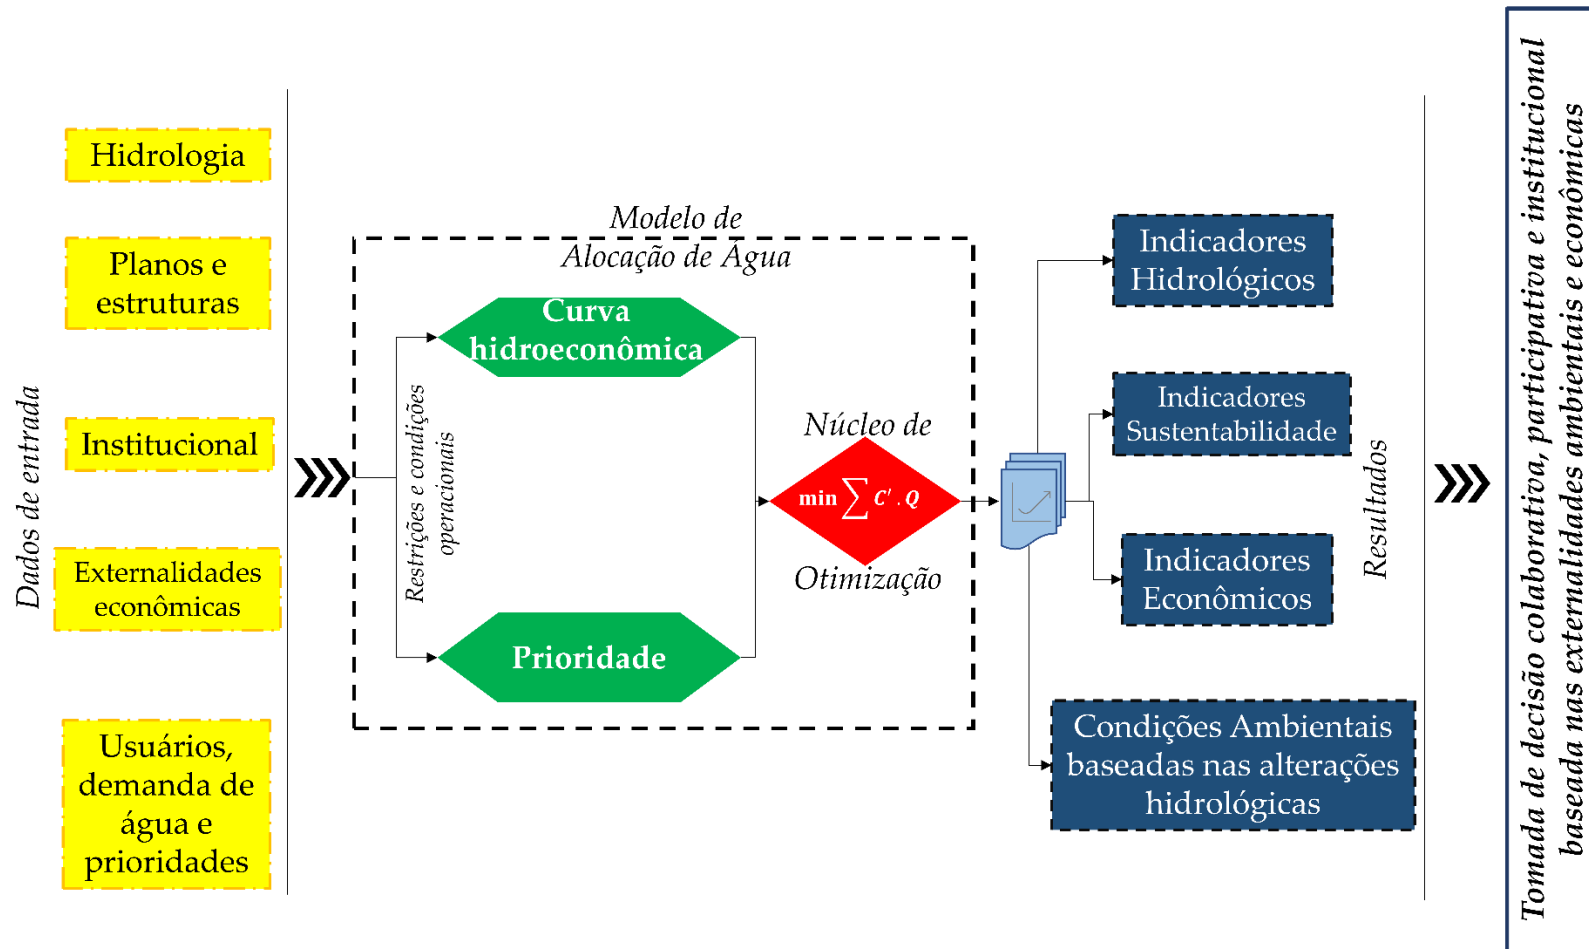 Dados de entrada
Hidrologia
Planos e
estruturas
Institucional
Externalidades
econômicas
Usuários,
demanda de
água e
prioridades
Modelo de
Alocação de Água
Restrições e condições
operacionais
Curva
hidroeconômica
Prioridade
Núcleo de
min ∑ C′ . Q
Otimização
Indicadores
Hidrológicos
Indicadores
Sustentabilidade
Indicadores
Econômicos
Condições Ambientais
baseadas nas alterações
hidrológicas
Resultados
Tomada de decisão colaborativa, participativa e institucional
baseada nas externalidades ambientais e econômicas